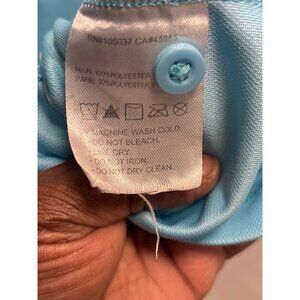 RN#105037 CA#45955
MAIN: 100%POLYESTER
PANEL: 92%POLYESTER
MACHINE WASH COLD.
DO NOT BLEACH.
LINE DRY.
DO NOT IRON.
DO NOT DRY CLEAN.